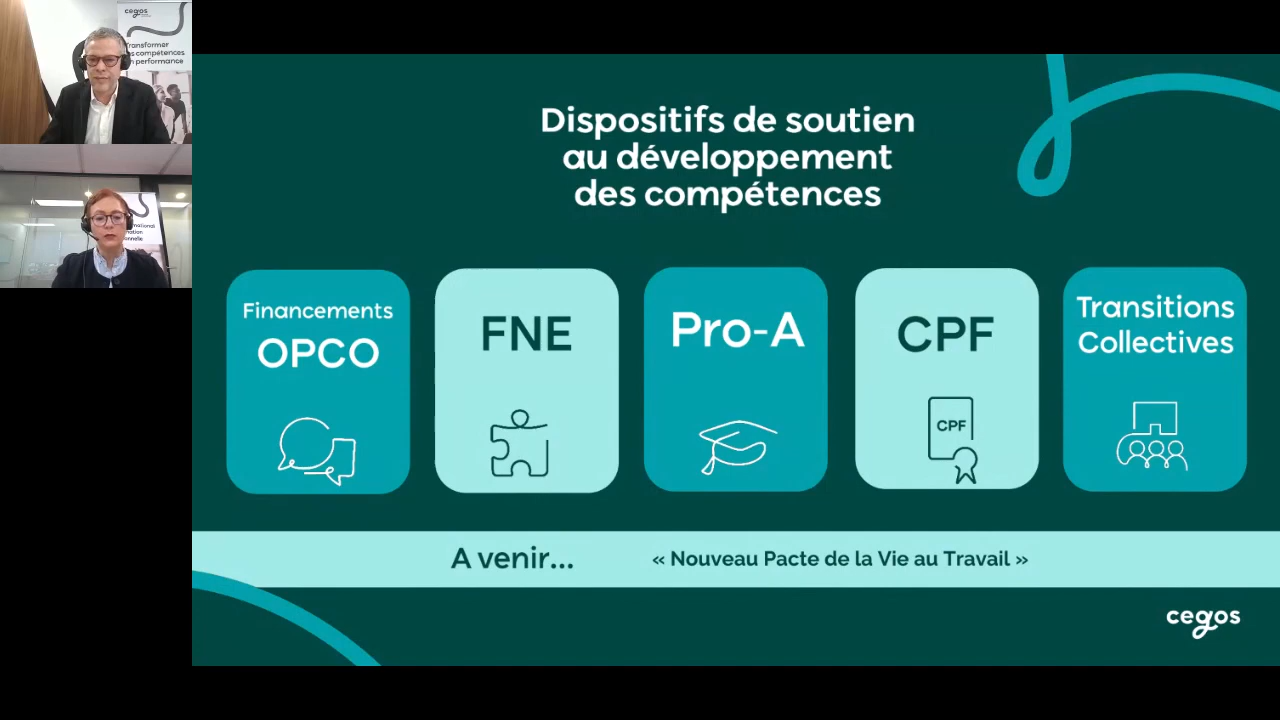 cegos
Transformer
es compétences
n performance
Dispositifs de soutien
au développement
des compétences
Financements
OPCO
FNE
Pro-A
CPF
CPF
Transitions
Collectives
A venir...
« Nouveau Pacte de la Vie au Travail »
cegos